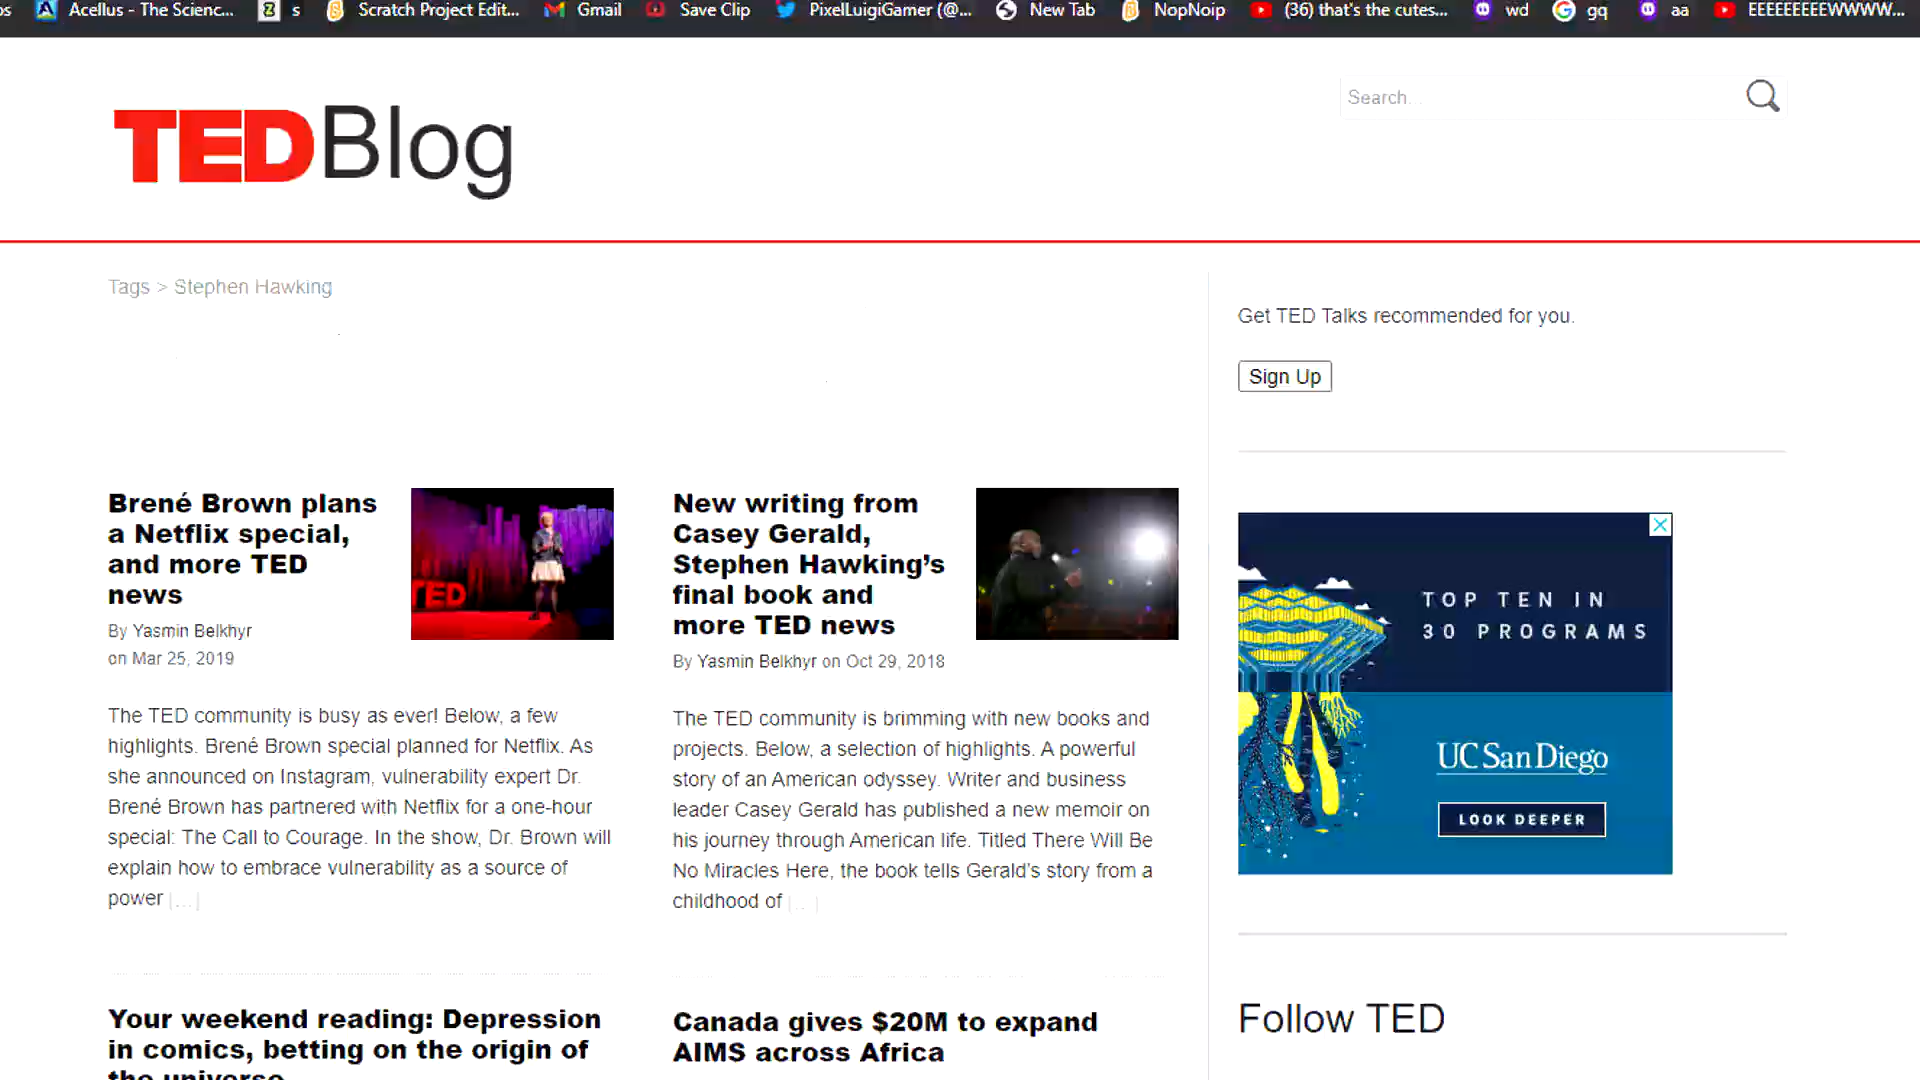 os Acellus - The Scienc... s Scratch Project Edit... Gmail Save Clip PixelLuigiGamer (@... New Tab NopNoip (36) that's the cutes... wd gq aa EEEEEEEEEWWWW...
Search...
TEDBlog
Tags > Stephen Hawking
Get TED Talks recommended for you.
Sign Up
Brené Brown plans
a Netflix special,
and more TED
news
By Yasmin Belkhyr
on Mar 25, 2019
TED
The TED community is busy as ever! Below, a few
highlights. Brené Brown special planned for Netflix. As
she announced on Instagram, vulnerability expert Dr.
Brené Brown has partnered with Netflix for a one-hour
special: The Call to Courage. In the show, Dr. Brown will
explain how to embrace vulnerability as a source of
power [...]
New writing from
Casey Gerald,
Stephen Hawking’s
final book and
more TED news
By Yasmin Belkhyr on Oct 29, 2018
The TED community is brimming with new books and
projects. Below, a selection of highlights. A powerful
story of an American odyssey. Writer and business
leader Casey Gerald has published a new memoir on
his journey through American life. Titled There Will Be
No Miracles Here, the book tells Gerald’s story from a
childhood of [...]
TOP TEN IN
30 PROGRAMS
UC San Diego
LOOK DEEPER
Your weekend reading: Depression
in comics, betting on the origin of
the universe
Canada gives $20M to expand
AIMS across Africa
Follow TED